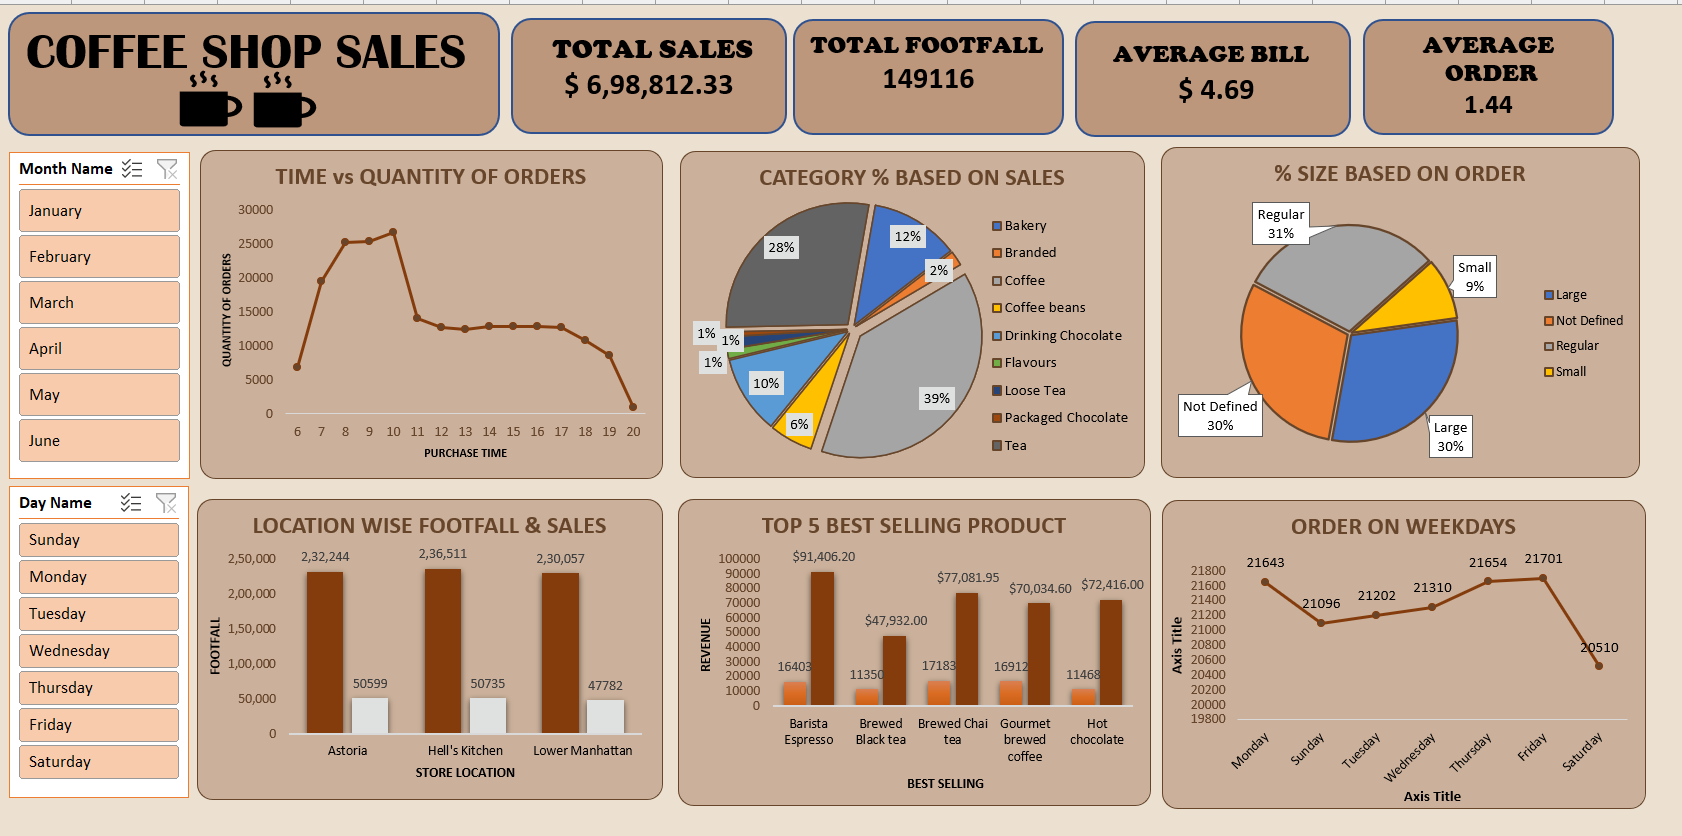 COFFEE SHOP SALES
TOTAL SALES
$ 6,98,812.33
TOTAL FOOTFALL
149116
AVERAGE BILL
$ 4.69
AVERAGE
ORDER
1.44
Month Name
January
February
March
April
May
June
Day Name
Sunday
Monday
Tuesday
Wednesday
Thursday
Friday
Saturday
TIME vs QUANTITY OF ORDERS
QUANTITY OF ORDERS
30000
25000
20000
15000
10000
5000
0
6 7 8 9 10 11 12 13 14 15 16 17 18 19 20
PURCHASE TIME
CATEGORY % BASED ON SALES
28%
12%
2%
1%
1%
1%
10%
6%
39%
Bakery
Branded
Coffee
Coffee beans
Drinking Chocolate
Flavours
Loose Tea
Packaged Chocolate
Tea
% SIZE BASED ON ORDER
Regular
31%
Small
9%
Not Defined
30%
Large
30%
Large
Not Defined
Regular
Small
LOCATION WISE FOOTFALL & SALES
FOOTFALL
2,50,000
2,00,000
1,50,000
1,00,000
50,000
0
2,32,244
2,36,511
2,30,057
50599
50735
47782
Astoria
Hell's Kitchen
Lower Manhattan
STORE LOCATION
TOP 5 BEST SELLING PRODUCT
REVENUE
100000
90000
80000
70000
60000
50000
40000
30000
20000
10000
0
$91,406.20
$47,932.00
$77,081.95
$70,034.60
$72,416.00
16403
11350
17183
16912
11468
Barista
Espresso
Brewed
Black tea
Brewed Chai
tea
Gourmet
brewed
coffee
Hot
chocolate
BEST SELLING
ORDER ON WEEKDAYS
Axis Title
21800
21600
21400
21200
21000
20800
20600
20400
20200
20000
19800
21643
21096
21202
21310
21654
21701
20510
Monday
Sunday
Tuesday
Wednesday
Thursday
Friday
Saturday
Axis Title